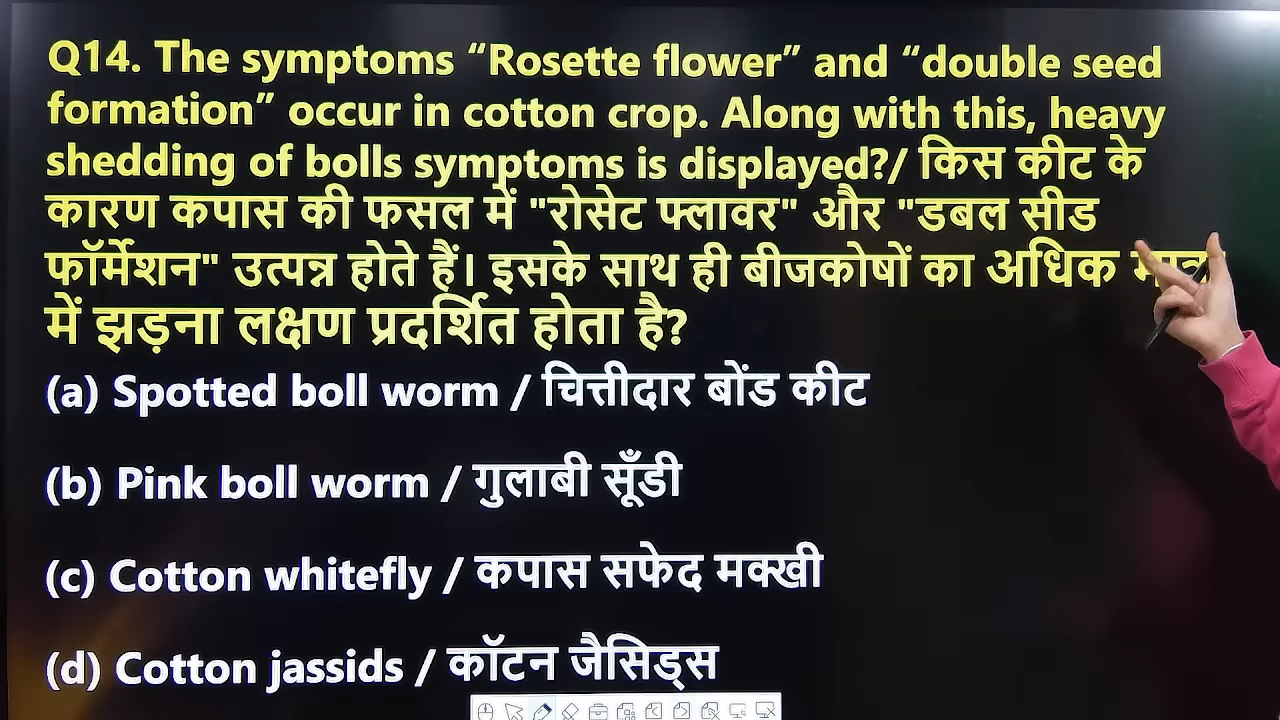 Q14. The symptoms “Rosette flower” and “double seed
formation” occur in cotton crop. Along with this, heavy
shedding of bolls symptoms is displayed?/ किस कीट के
कारण कपास की फसल में "रोसेट फ्लावर" और "डबल सीड
फॉर्मेशन" उत्पन्न होते हैं। इसके साथ ही बीजकोषों का अधिक
में झड़ना लक्षण प्रदर्शित होता है?
(a) Spotted boll worm / चित्तीदार बोंड कीट
(b) Pink boll worm / गुलाबी सूँडी
(c) Cotton whitefly / कपास सफेद मक्खी
(d) Cotton jassids / कॉटन जैसिड्स